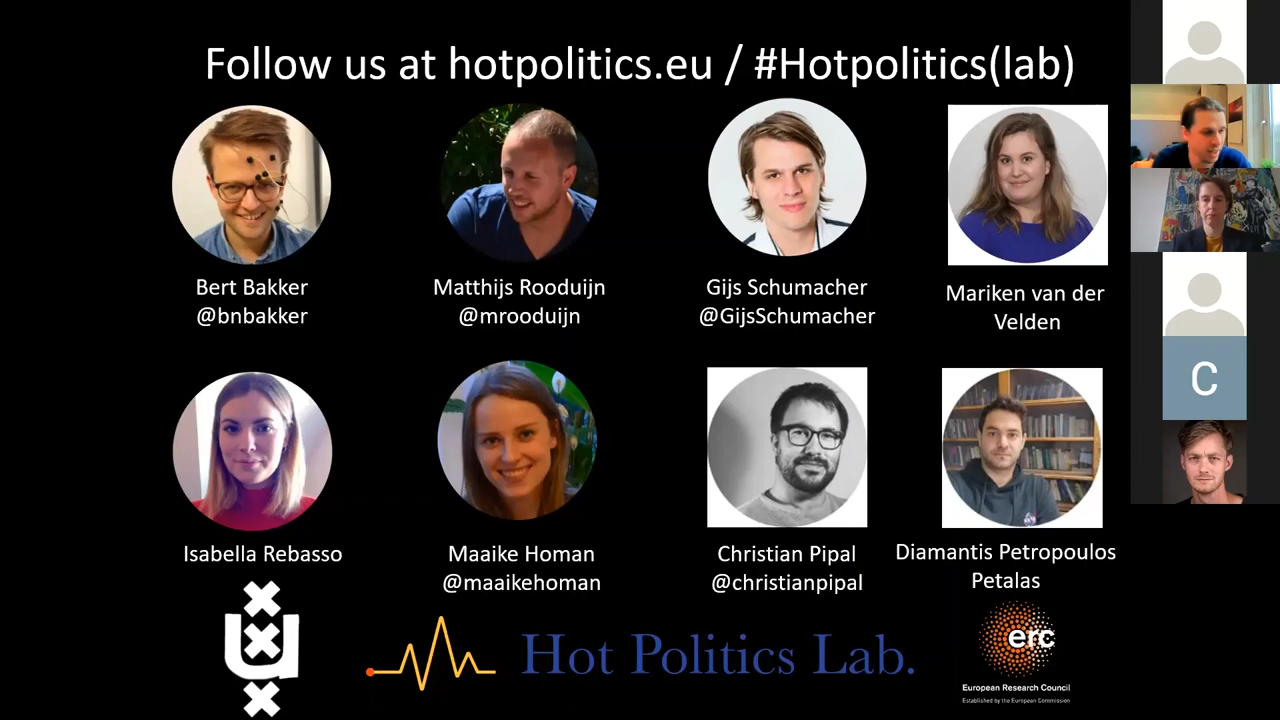 Follow us at hotpolitics.eu / #Hotpolitics(lab)
Bert Bakker
@bnbakker
Matthijs Rooduijn
@mrooduijn
Gijs Schumacher
@GijsSchumacher
Mariken van der
Velden
Isabella Rebasso
Maaike Homan
@maaikehoman
Christian Pipal
@christianpipal
Diamantis Petropoulos
Petalas
C
u
Hot Politics Lab.
erc
European Research Council
Established by the European Commission